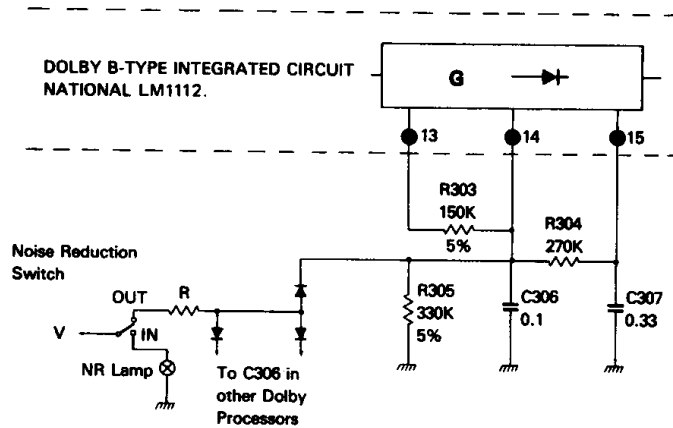 DOLBY B-TYPE INTEGRATED CIRCUIT
NATIONAL LM1112.
G
13
14
15
R303
150K
5%
R304
270K
Noise Reduction
Switch
OUT
R
V
IN
NR Lamp
To C306 in
other Dolby
Processors
R305
330K
5%
C306
0.1
C307
0.33